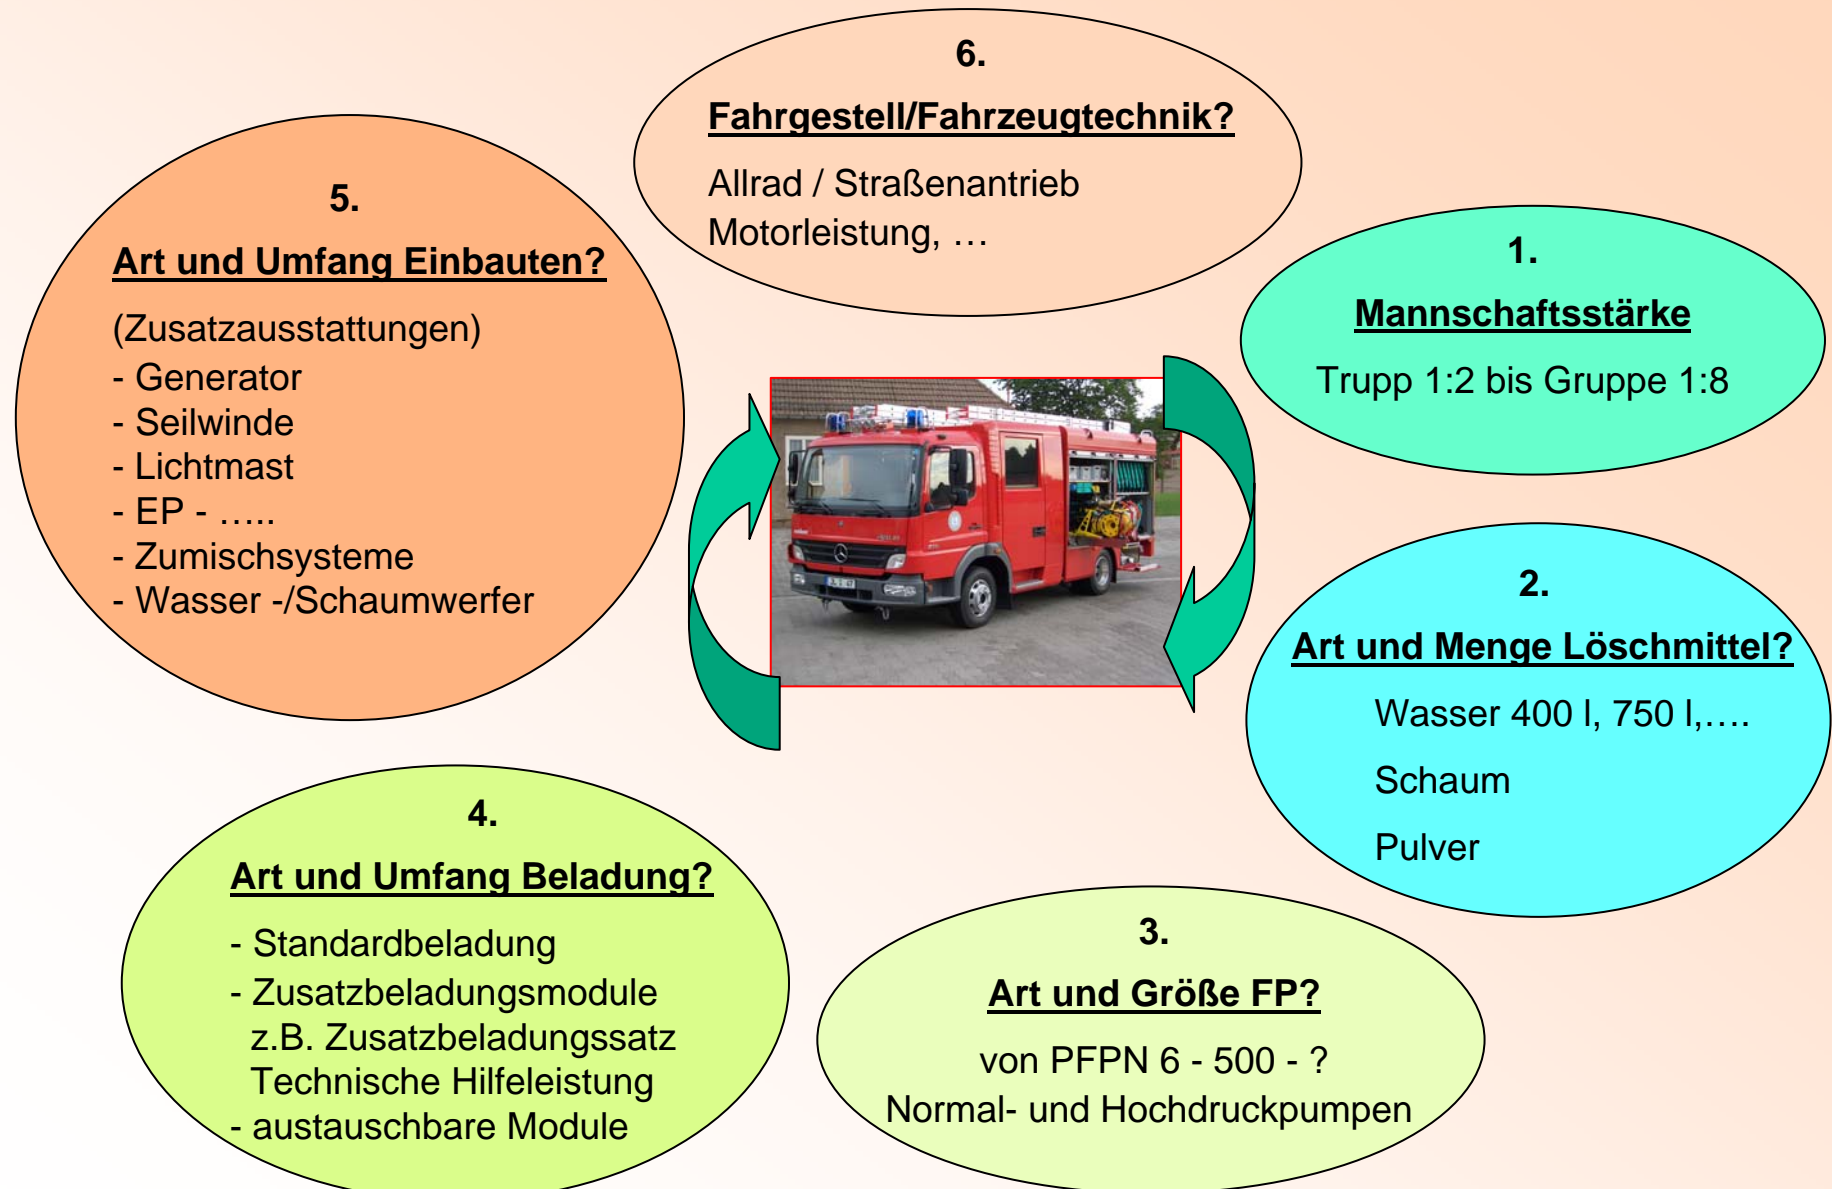 1.
Mannschaftsstärke
Trupp 1:2 bis Gruppe 1:8
2.
Art und Menge Löschmittel?
Wasser 400 l, 750 l,….
Schaum
Pulver
3.
Art und Größe FP?
von PFPN 6 - 500 - ?
Normal- und Hochdruckpumpen
4.
Art und Umfang Beladung?
- Standardbeladung
- Zusatzbeladungsmodule
z.B. Zusatzbeladungssatz
Technische Hilfeleistung
- austauschbare Module
5.
Art und Umfang Einbauten?
(Zusatzausstattungen)
- Generator
- Seilwinde
- Lichtmast
- EP - …..
- Zumischsysteme
- Wasser -/Schaumwerfer
6.
Fahrgestell/Fahrzeugtechnik?
Allrad / Straßenantrieb
Motorleistung, …